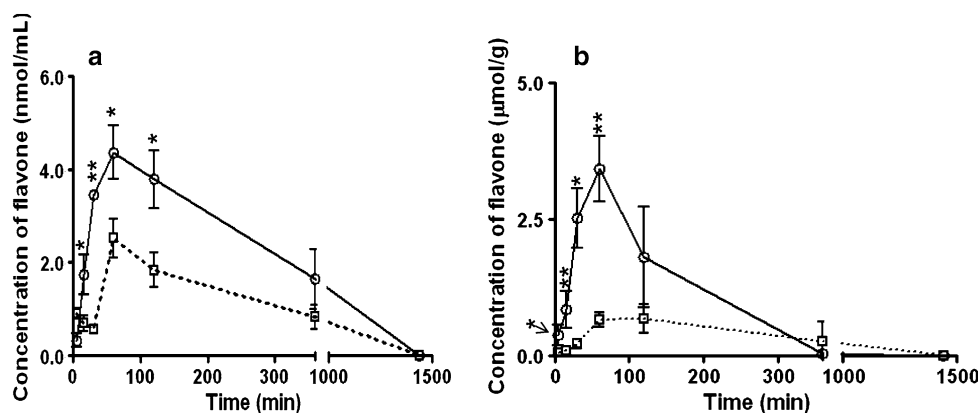 a
Concentration of flavone (nmol/mL)
6.0
4.0
2.0
0.0
*
*
**
*
*
0 100 200 300 1000 1500
Time (min)
b
Concentration of flavone (µmol/g)
5.0
2.5
0.0
*
**
*
**
0 100 200 300 1000 1500
Time (min)